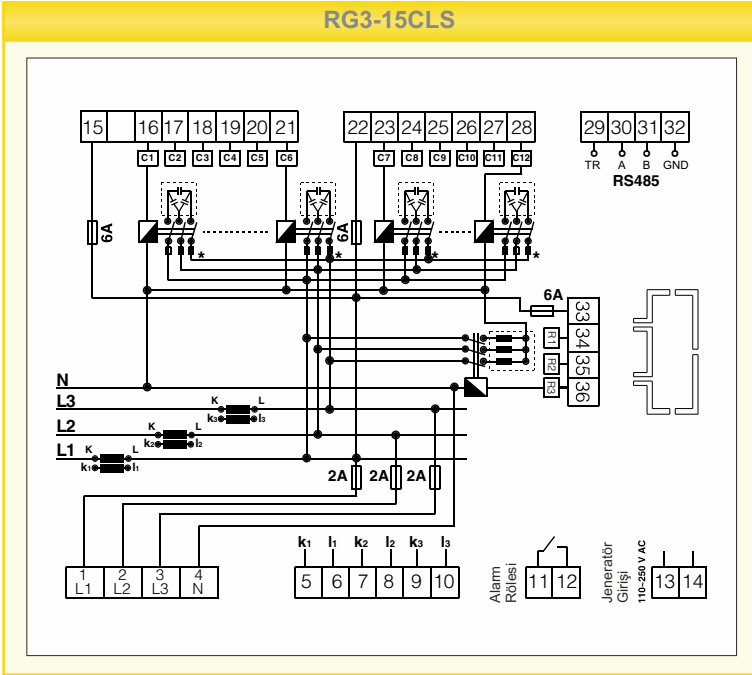 RG3-15CLS
15 16 17 18 19 20 21 22 23 24 25 26 27 28 29 30 31 32
C1 C2 C3 C4 C5 C6 C7 C8 C9 C10 C11 C12 TR A B GND
RS485
6A 6A
* * * *
6A
33
R1 34
R2 35
R3 36
N
L3 K L
k3 l3
L2 K L
k2 l2
L1 K L
k1 l1
2A 2A 2A
k1 l1 k2 l2 k3 l3
1 2 3 4
L1 L2 L3 N
5 6 7 8 9 10
Alarm
Rölesi
11 12
Jeneratör
Girişi
110–250 V AC
13 14